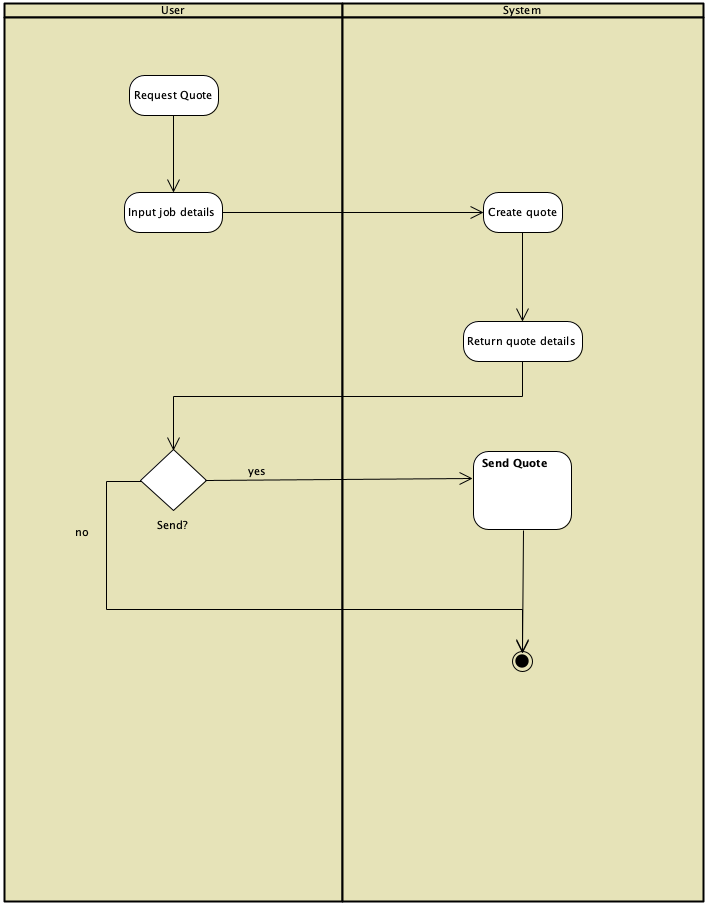 User
System
Request Quote
Input job details
Create quote
Return quote details
yes
Send Quote
Send?
no